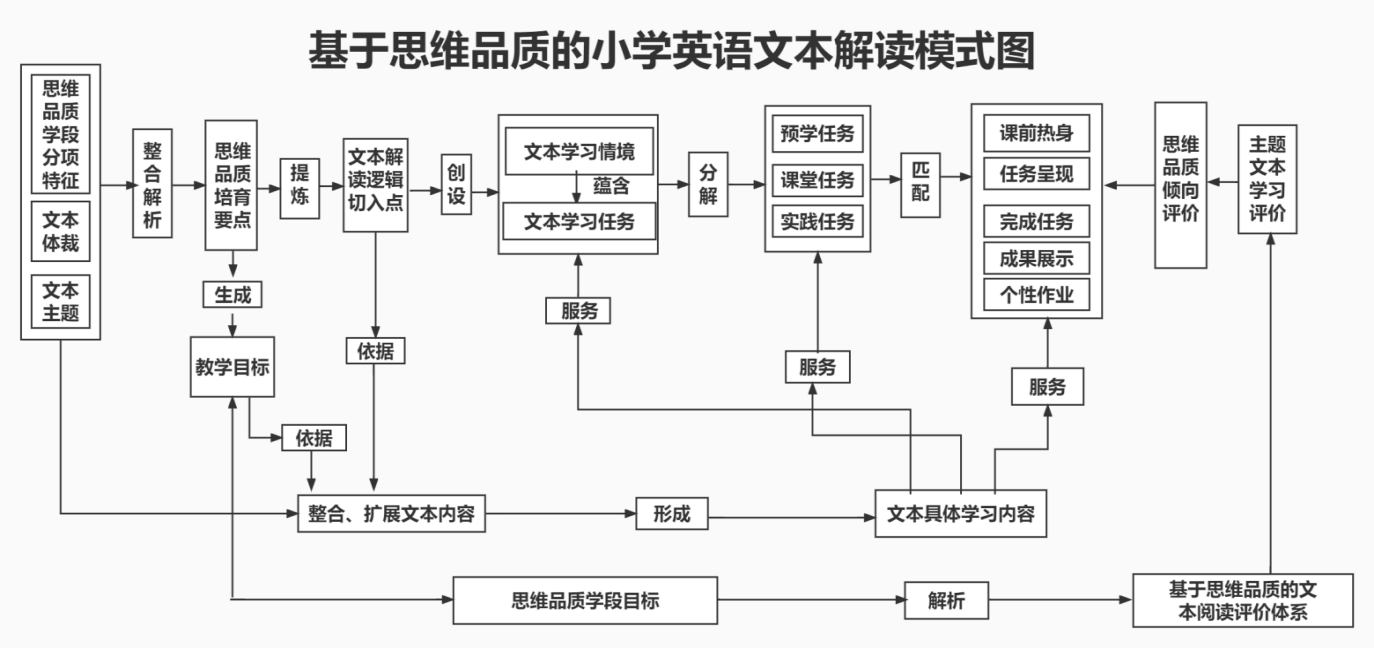 基于思维品质的小学英语文本解读模式图
思维
品质
学段
分项
特征
文本
体裁
文本
主题
整
合
解
析
思维
品质
培育
要点
提
炼
文本解
读逻辑
切入点
创
设
文本学习情境
蕴含
文本学习任务
分
解
预学任务
课堂任务
实践任务
匹
配
课前热身
任务呈现
完成任务
成果展示
个性作业
思维
品质
倾向
评价
主题
文本
学习
评价
生成
教学目标
依据
依据
服务
服务
服务
整合、扩展文本内容
形成
文本具体学习内容
思维品质学段目标
解析
基于思维品质的文
本阅读评价体系